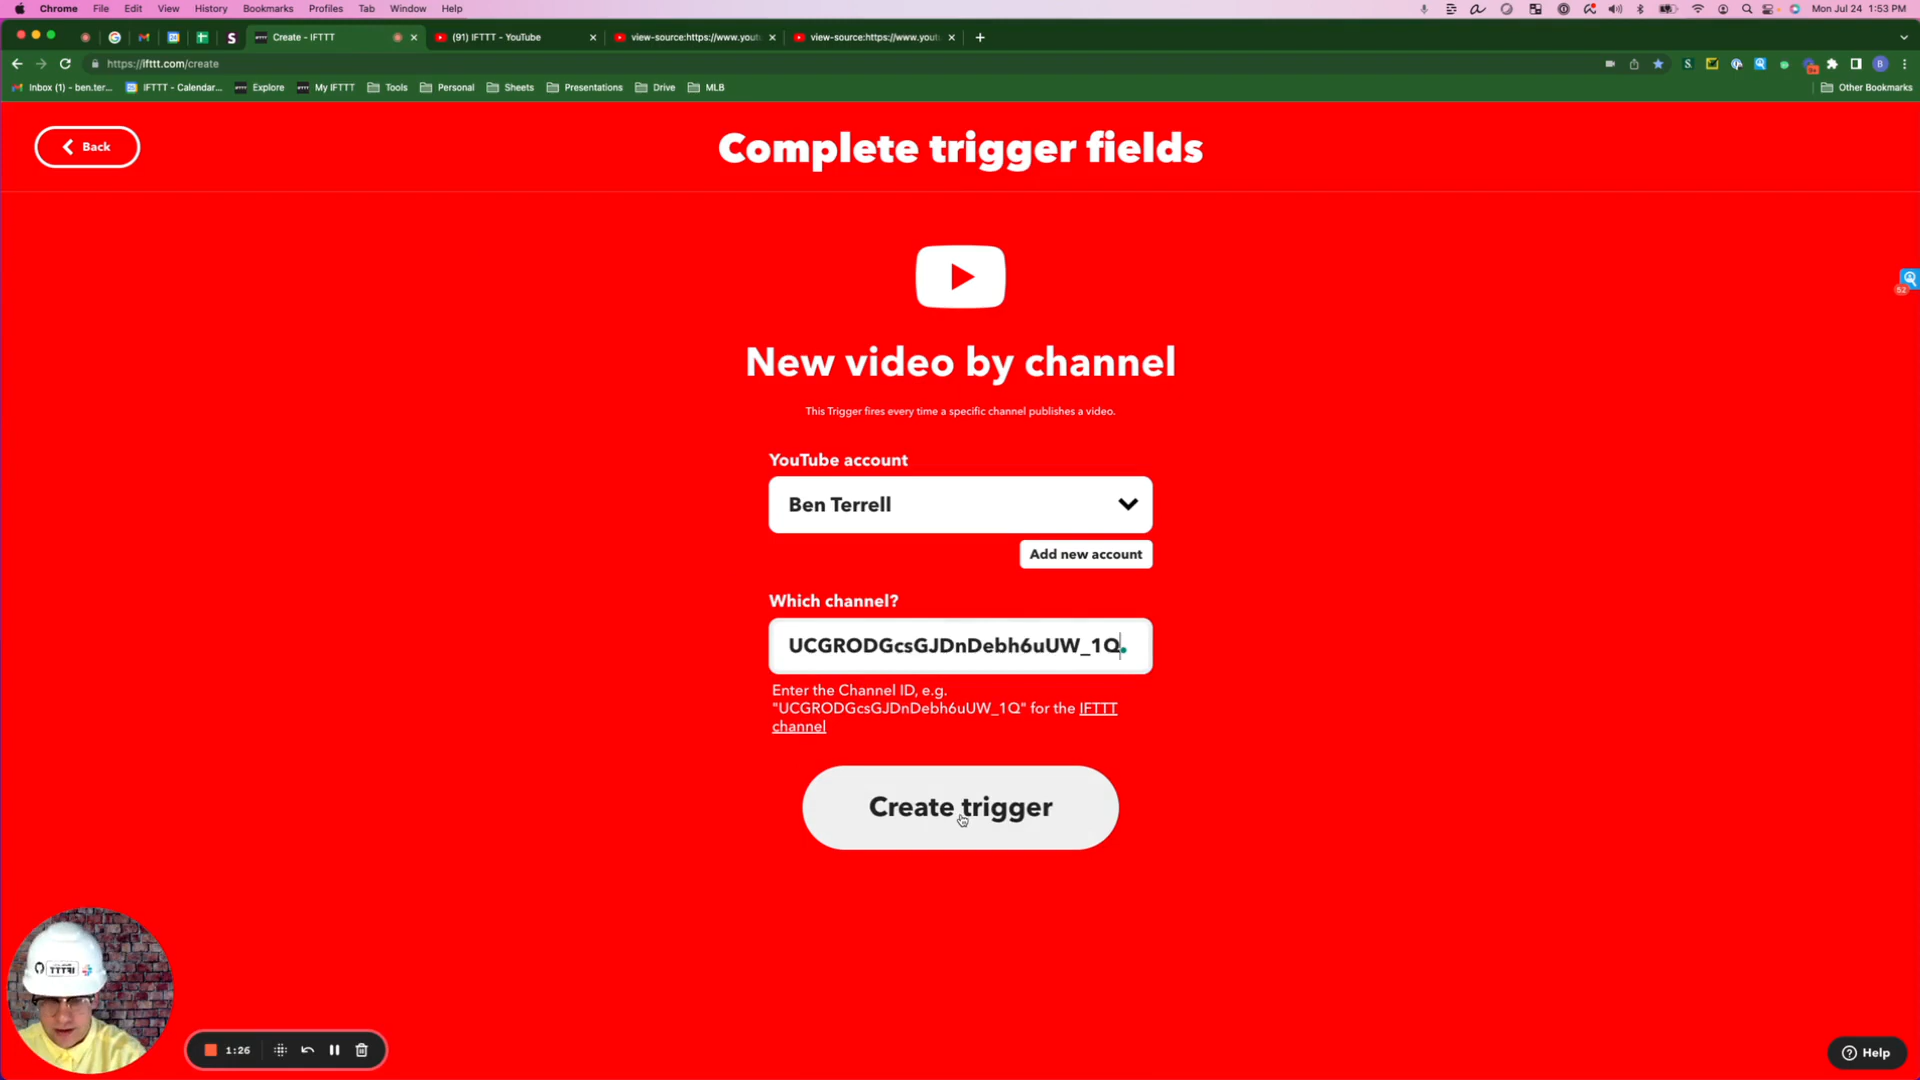 Chrome File Edit View History Bookmarks Profiles Tab Window Help Mon Jul 24 1:53 PM
Create - IFTTT (91) IFTTT - YouTube view-source:https://www.yout view-source:https://www.yout
https://ifttt.com/create
Inbox (1) - ben.ter... IFTTT - Calendar... Explore My IFTTT Tools Personal Sheets Presentations Drive MLB Other Bookmarks
Back
Complete trigger fields
52
New video by channel
This Trigger fires every time a specific channel publishes a video.
YouTube account
Ben Terrell
Add new account
Which channel?
UCGRODGcsGJDnDebh6uUW_1Q
Enter the Channel ID, e.g.
"UCGRODGcsGJDnDebh6uUW_1Q" for the IFTTT
channel
Create trigger
1:26
Help